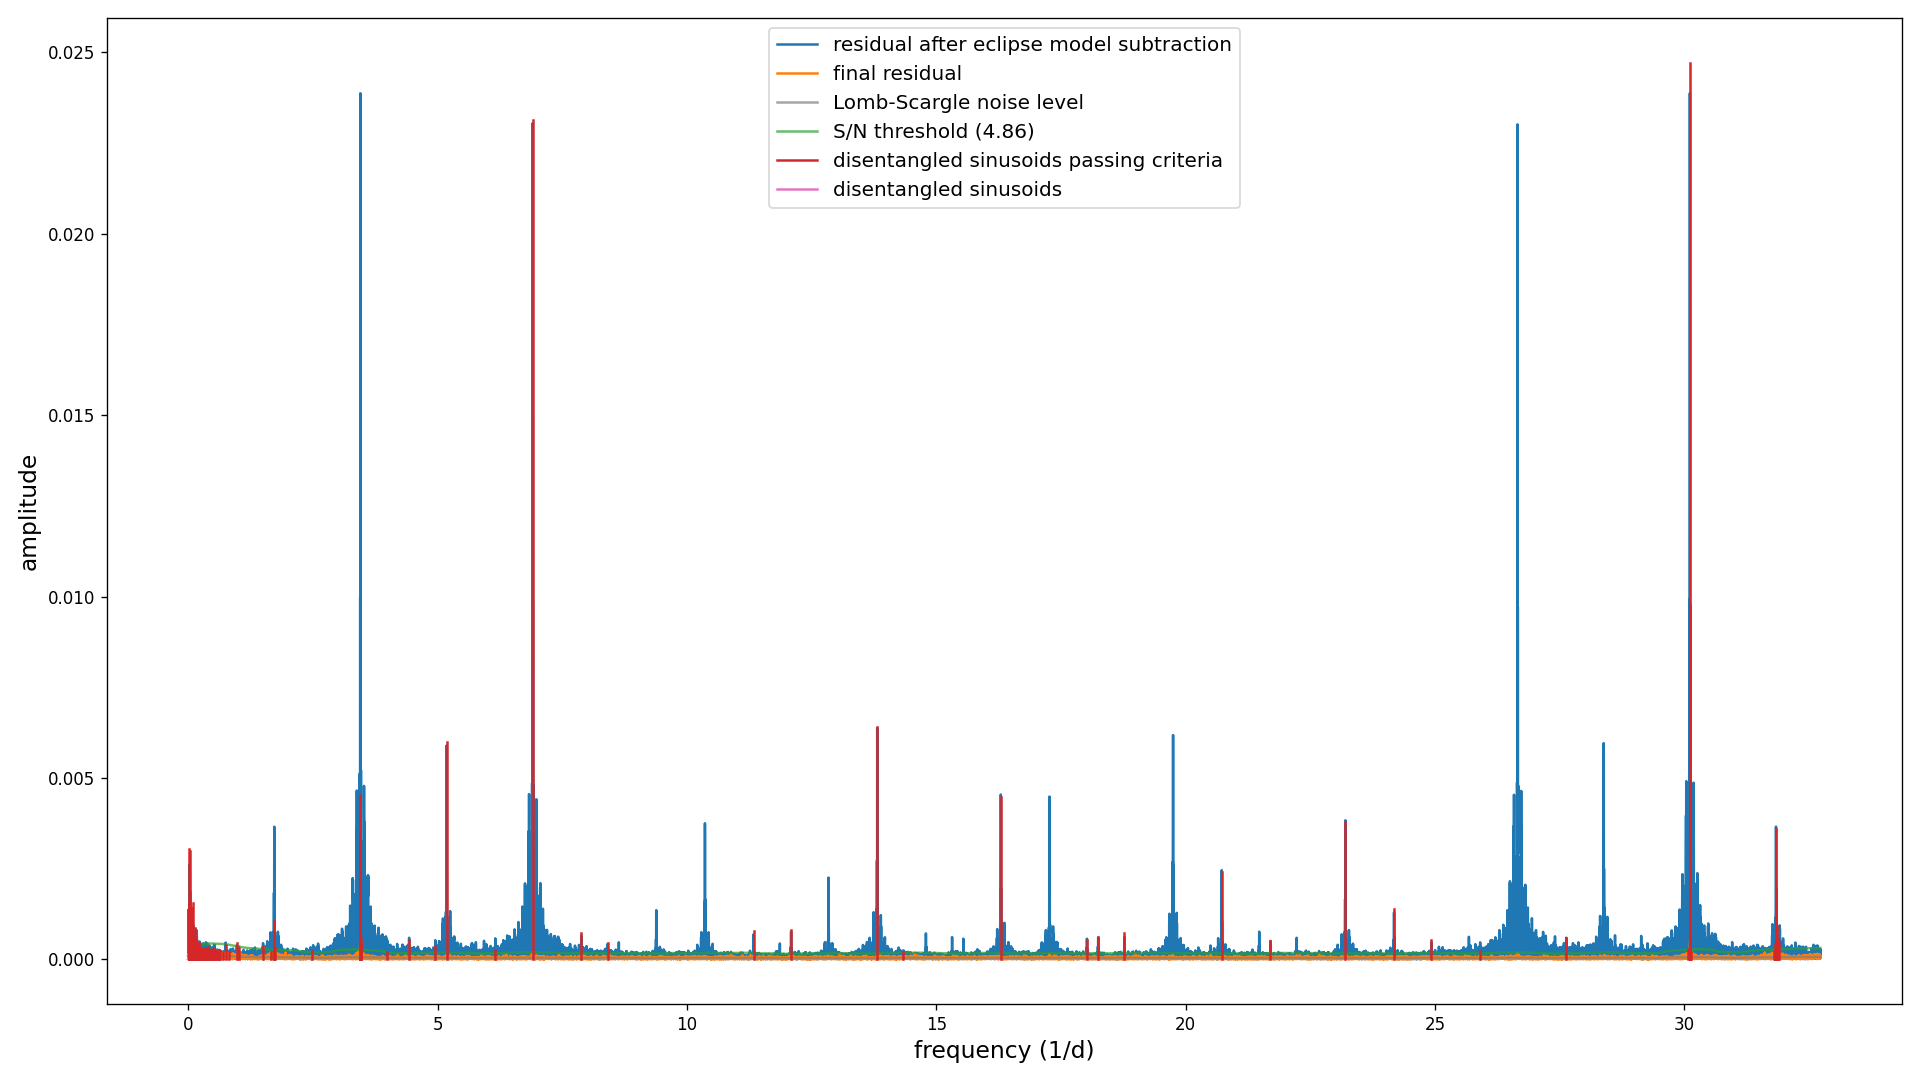 residual after eclipse model subtraction
final residual
Lomb-Scargle noise level
S/N threshold (4.86)
disentangled sinusoids passing criteria
disentangled sinusoids
0.025
0.020
0.015
0.010
0.005
0.000
amplitude
0 5 10 15 20 25 30
frequency (1/d)